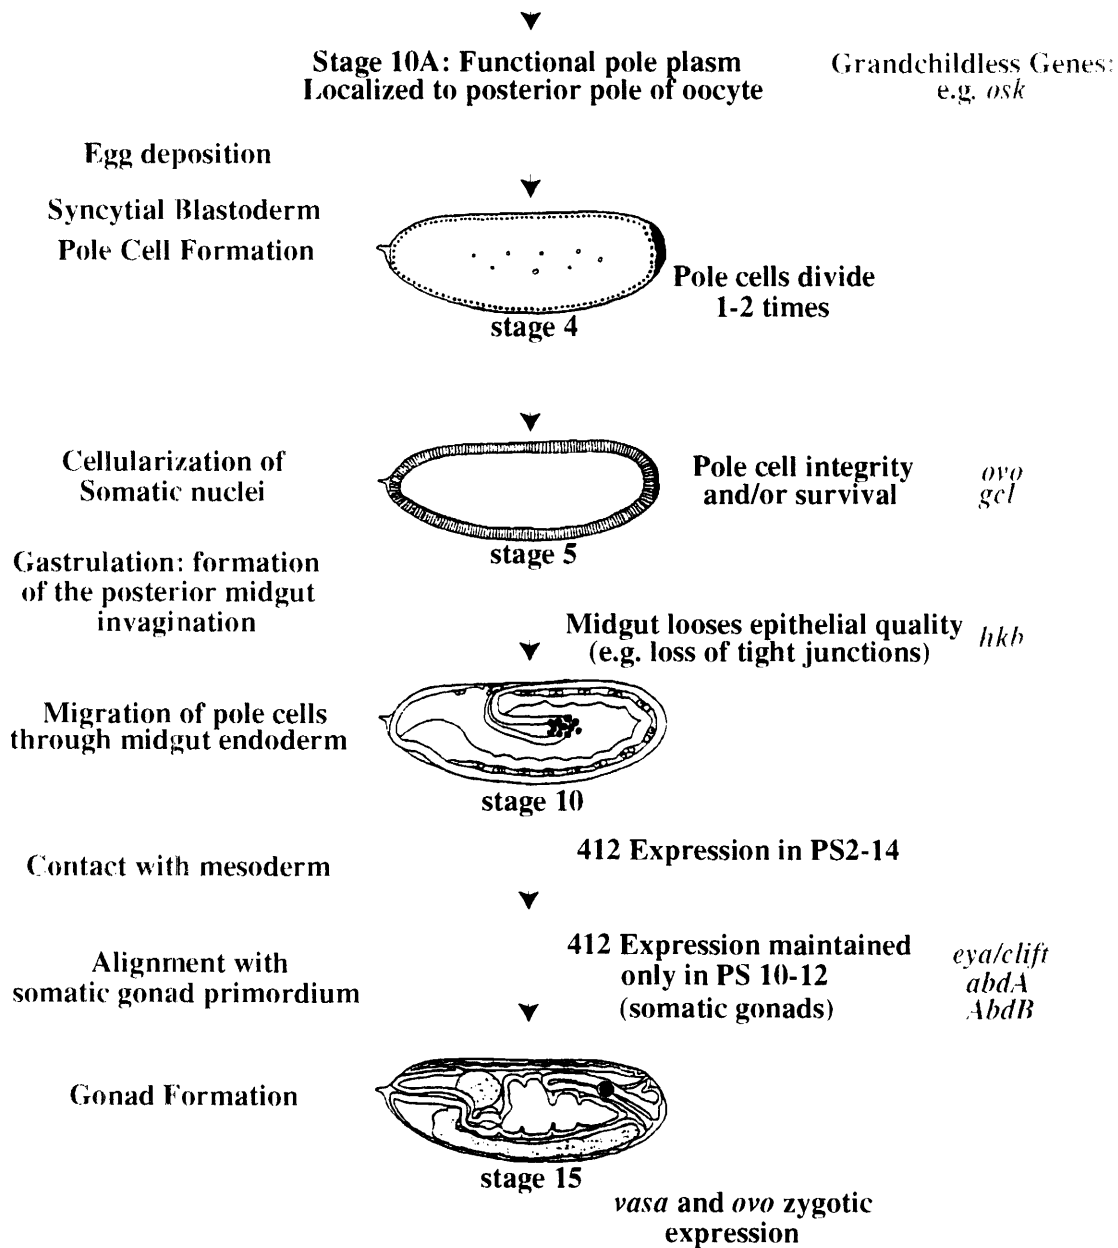 Stage 10A: Functional pole plasm
Localized to posterior pole of oocyte
Grandchildless Genes:
e.g. osk
Egg deposition
Syncytial Blastoderm
Pole Cell Formation
Pole cells divide
1-2 times
stage 4
Cellularization of
Somatic nuclei
Pole cell integrity
and/or survival
ovo
gcl
stage 5
Gastrulation: formation
of the posterior midgut
invagination
Midgut looses epithelial quality
(e.g. loss of tight junctions)
hkb
Migration of pole cells
through midgut endoderm
stage 10
412 Expression in PS2-14
Contact with mesoderm
Alignment with
somatic gonad primordium
412 Expression maintained
only in PS 10-12
(somatic gonads)
eya/clift
abdA
AbdB
Gonad Formation
stage 15
vasa and ovo zygotic
expression